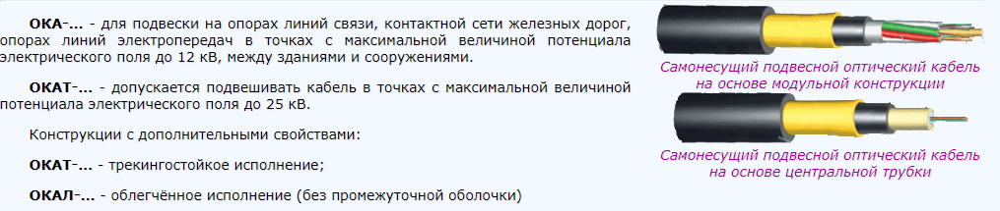 ОКА-... - для подвески на опорах линий связи, контактной сети железных дорог,
опорах линий электропередач в точках с максимальной величиной потенциала
электрического поля до 12 кВ, между зданиями и сооружениями.
ОКАТ-... - допускается подвешивать кабель в точках с максимальной величиной
потенциала электрического поля до 25 кВ.
Конструкции с дополнительными свойствами:
ОКАТ-... - трекингостойкое исполнение;
ОКАЛ-... - облегчённое исполнение (без промежуточной оболочки)
Самонесущий подвесной оптический кабель
на основе модульной конструкции
Самонесущий подвесной оптический кабель
на основе центральной трубки